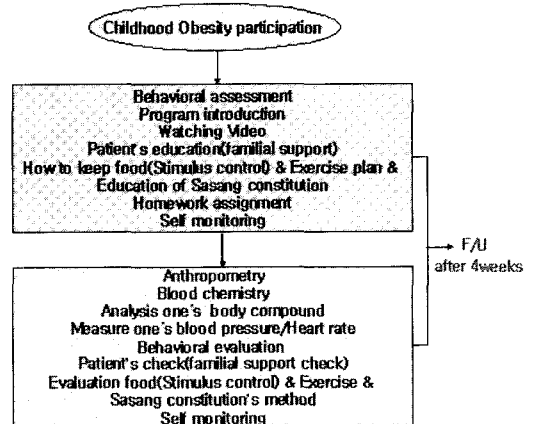 Childhood Obesity participation
Behavioral assessment
Program introduction
Watching Video
Patient's education(familial support)
How to keep food(Stimulus control) & Exercise plan &
Education of Sasang constitution
Homework assignment
Self monitoring
F/U
after 4weeks
Anthropometry
Blood chemistry
Analysis one's body compound
Measure one's blood pressure/Heart rate
Behavioral evaluation
Patient's check(familial support check)
Evaluation food(Stimulus control) & Exercise &
Sasang constitution's method
Self monitoring